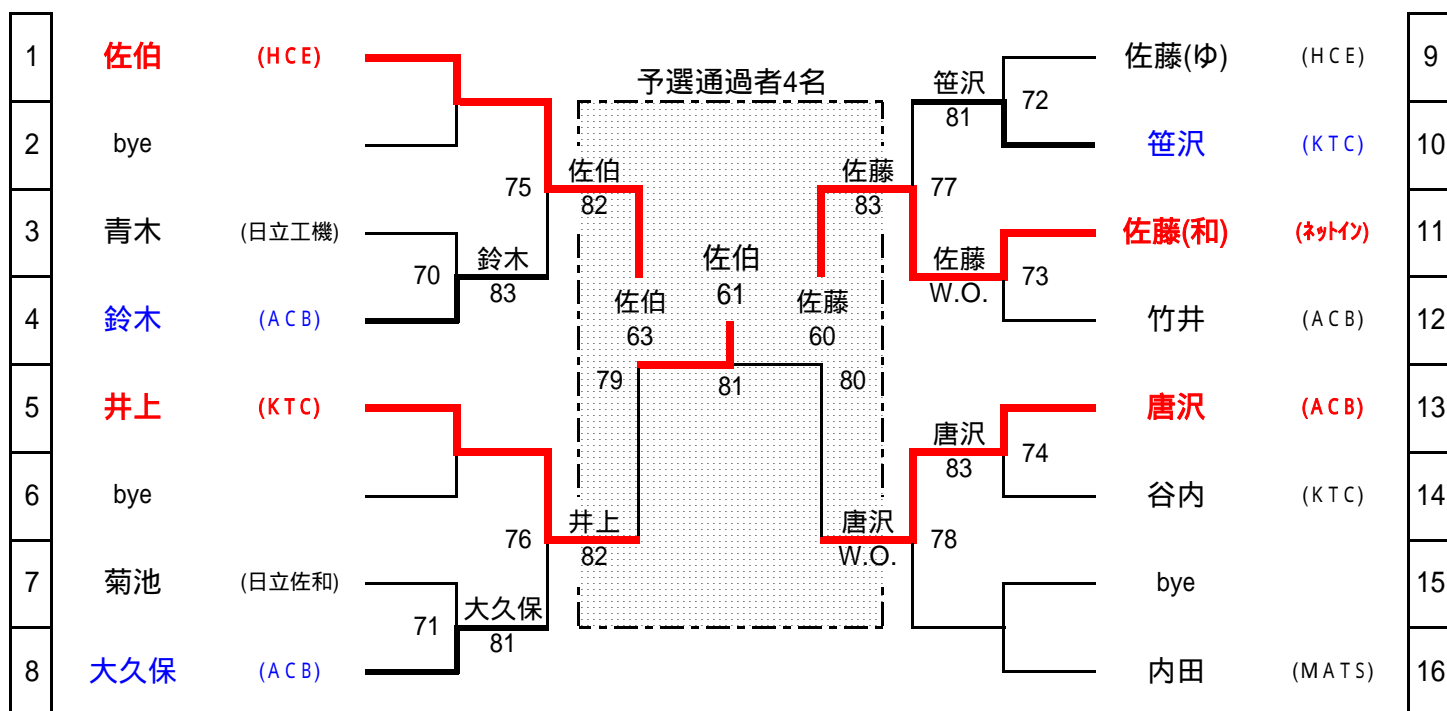 1 佐伯 (HCE)
2 bye
3 青木 (日立工機)
4 鈴木 (ACB)
5 井上 (KTC)
6 bye
7 菊池 (日立佐和)
8 大久保 (ACB)
70
鈴木
83
71
大久保
81
75
佐伯
82
76
井上
82
予選通過者4名
佐伯
63
79
佐伯
61
81
佐藤
60
80
佐藤
83
77
唐沢
W.O.
78
笹沢
81
72
佐藤
W.O.
73
唐沢
83
74
佐藤(ゆ) (HCE) 9
笹沢 (KTC) 10
佐藤(和) (ネットイン) 11
竹井 (ACB) 12
唐沢 (ACB) 13
谷内 (KTC) 14
bye 15
内田 (MATS) 16